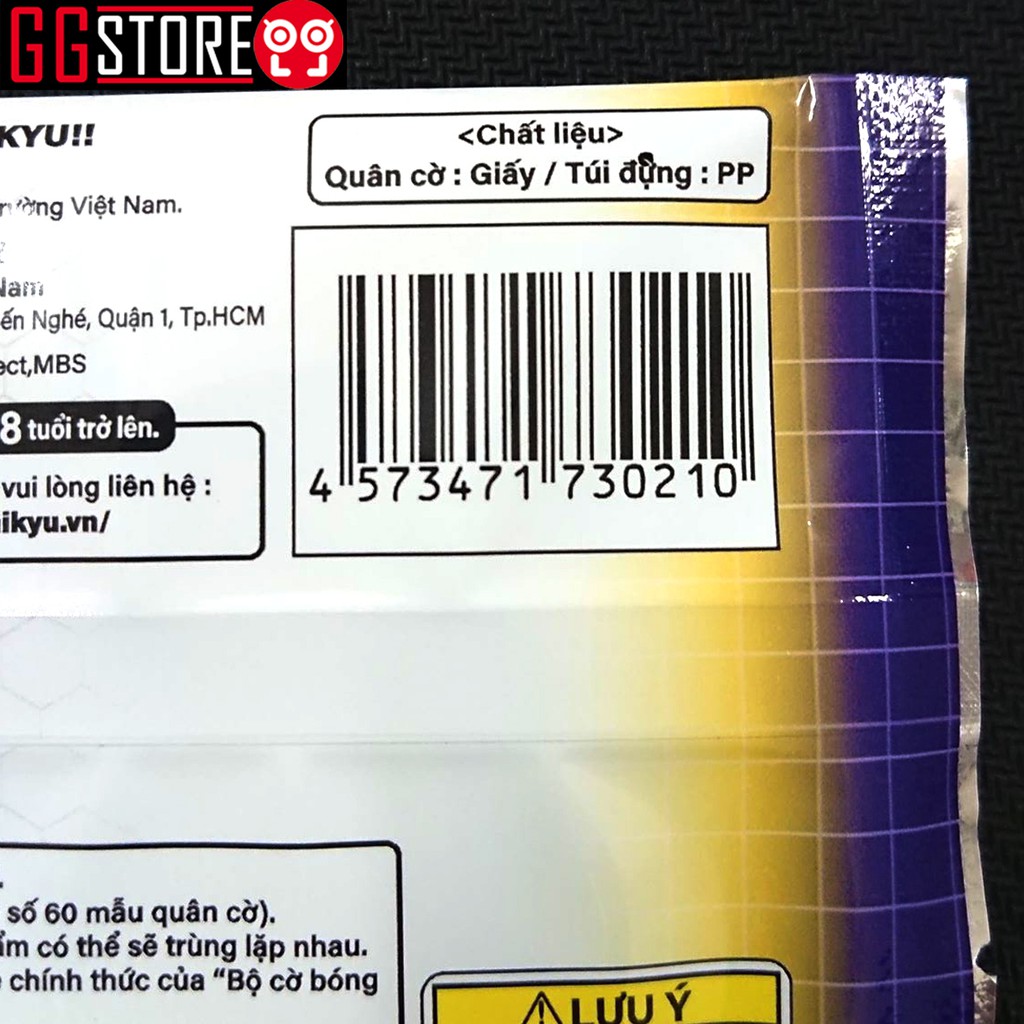 GGSTORE
KYU!!
<Chất liệu>
Quân cờ : Giấy / Túi đựng : PP
rường Việt Nam.
Nam
ến Nghé, Quận 1, Tp.HCM
ect,MBS
8 tuổi trở lên.
vui lòng liên hệ :
ikyu.vn/
4 573471 730210
số 60 mẫu quân cờ).
ẩm có thể sẽ trùng lặp nhau.
chính thức của “Bộ cờ bóng
LƯU Ý